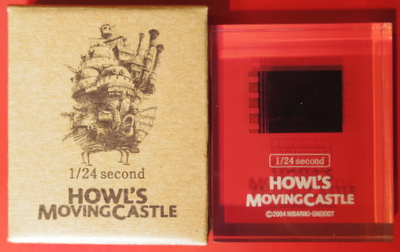 1/24 second
HOWL'S
MOVING CASTLE
1/24 second
HOWL'S
MOVING CASTLE
©2004 NIBARIKI-GNDDDT